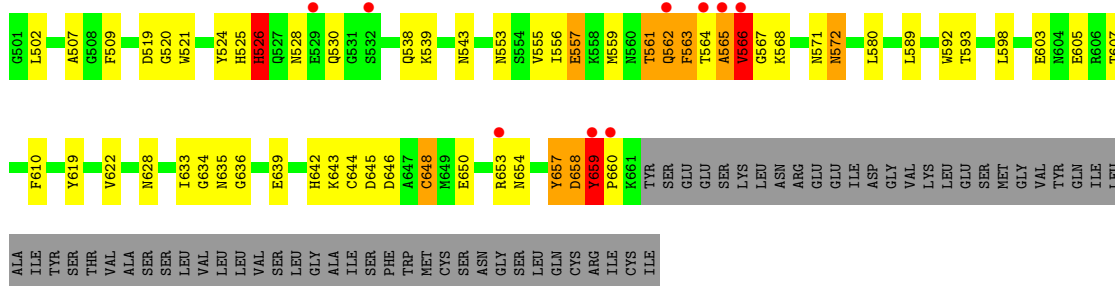 G501 L502 A507 G508 F509 D519 G520 W521 Y524 H525 H526 Q527 N528 E529 Q530 G531 S532 Q538 K539 N543 N553 S554 V555 I556 E557 K558 M559 N560 T561 Q562 F563 T564 A565 V566 G567 K568 N571 N572 L580 L589 W592 T593 L598 E603 N604 E605 R606 T607
F610 Y619 V622 N628 I633 G634 N635 G636 E639 H642 K643 C644 D645 D646 A647 C648 M649 E650 R653 N654 Y657 D658 Y659 P660 K661 TYR SER GLU GLU SER LYS LEU ASN ARG GLU GLU ILE ASP GLY VAL LYS LEU GLU SER MET GLY VAL TYR GLN ILE LEU
ALA ILE TYR SER THR VAL ALA SER SER LEU VAL LEU LEU VAL SER LEU GLY ALA ILE SER PHE TRP MET CYS SER ASN GLY SER LEU GLN CYS ARG ILE CYS ILE